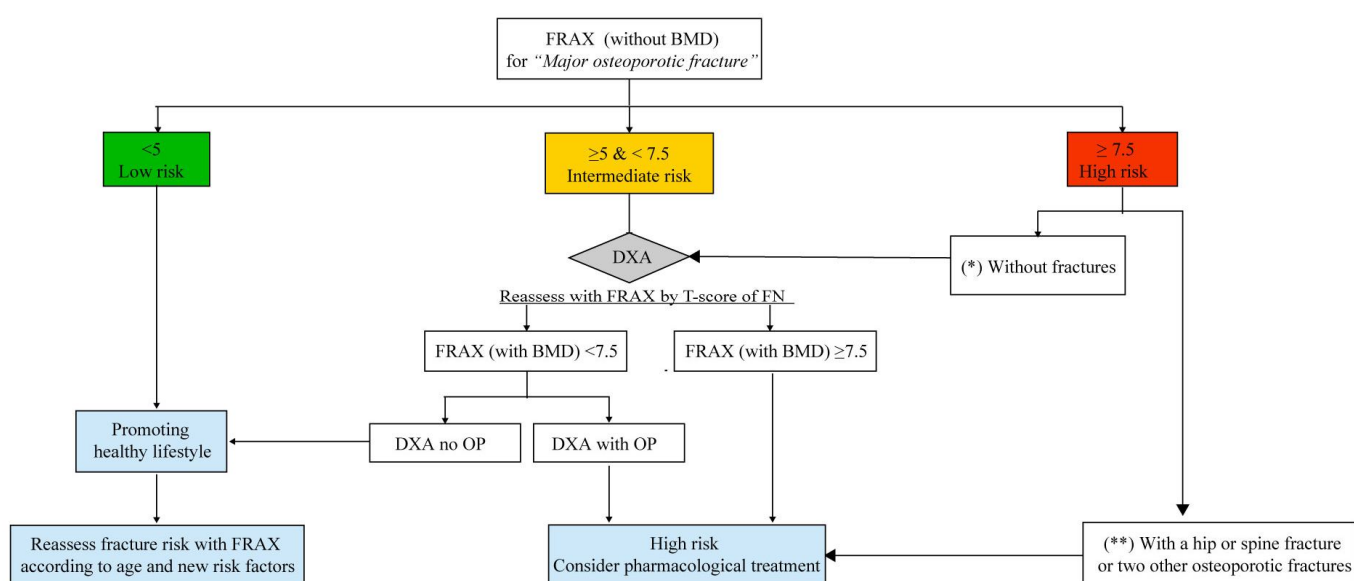 FRAX (without BMD)
for “Major osteoporotic fracture”
<5
Low risk
≥5 & < 7.5
Intermediate risk
≥ 7.5
High risk
DXA
(*) Without fractures
Reassess with FRAX by T-score of FN
FRAX (with BMD) <7.5
FRAX (with BMD) ≥7.5
Promoting
healthy lifestyle
DXA no OP
DXA with OP
Reassess fracture risk with FRAX
according to age and new risk factors
High risk
Consider pharmacological treatment
(**) With a hip or spine fracture
or two other osteoporotic fractures